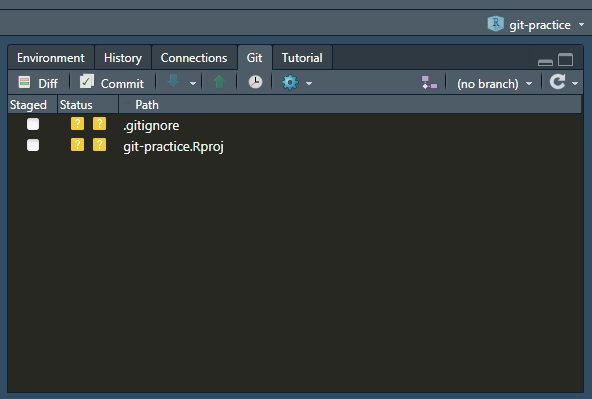 git-practice
Environment History Connections Git Tutorial
Diff Commit (no branch)
Staged Status Path
? ? .gitignore
? ? git-practice.Rproj